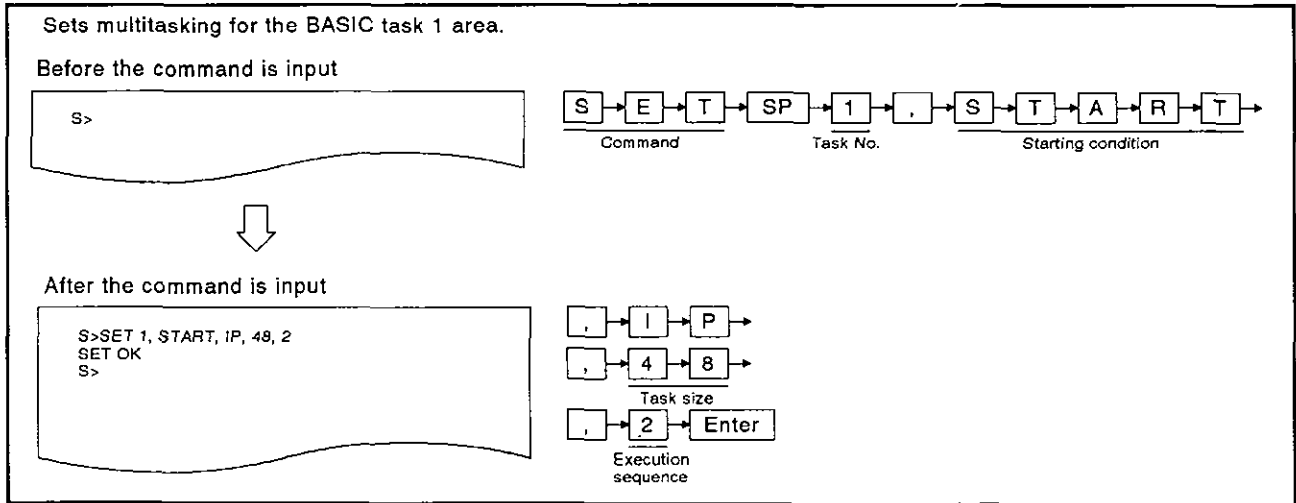 Sets multitasking for the BASIC task 1 area.
Before the command is input
S>
S E T SP 1 , S T A R T
Command Task No. Starting condition
After the command is input
S>SET 1, START, IP, 48, 2
SET OK
S>
, I P
, 4 8
Task size
, 2 Enter
Execution
sequence